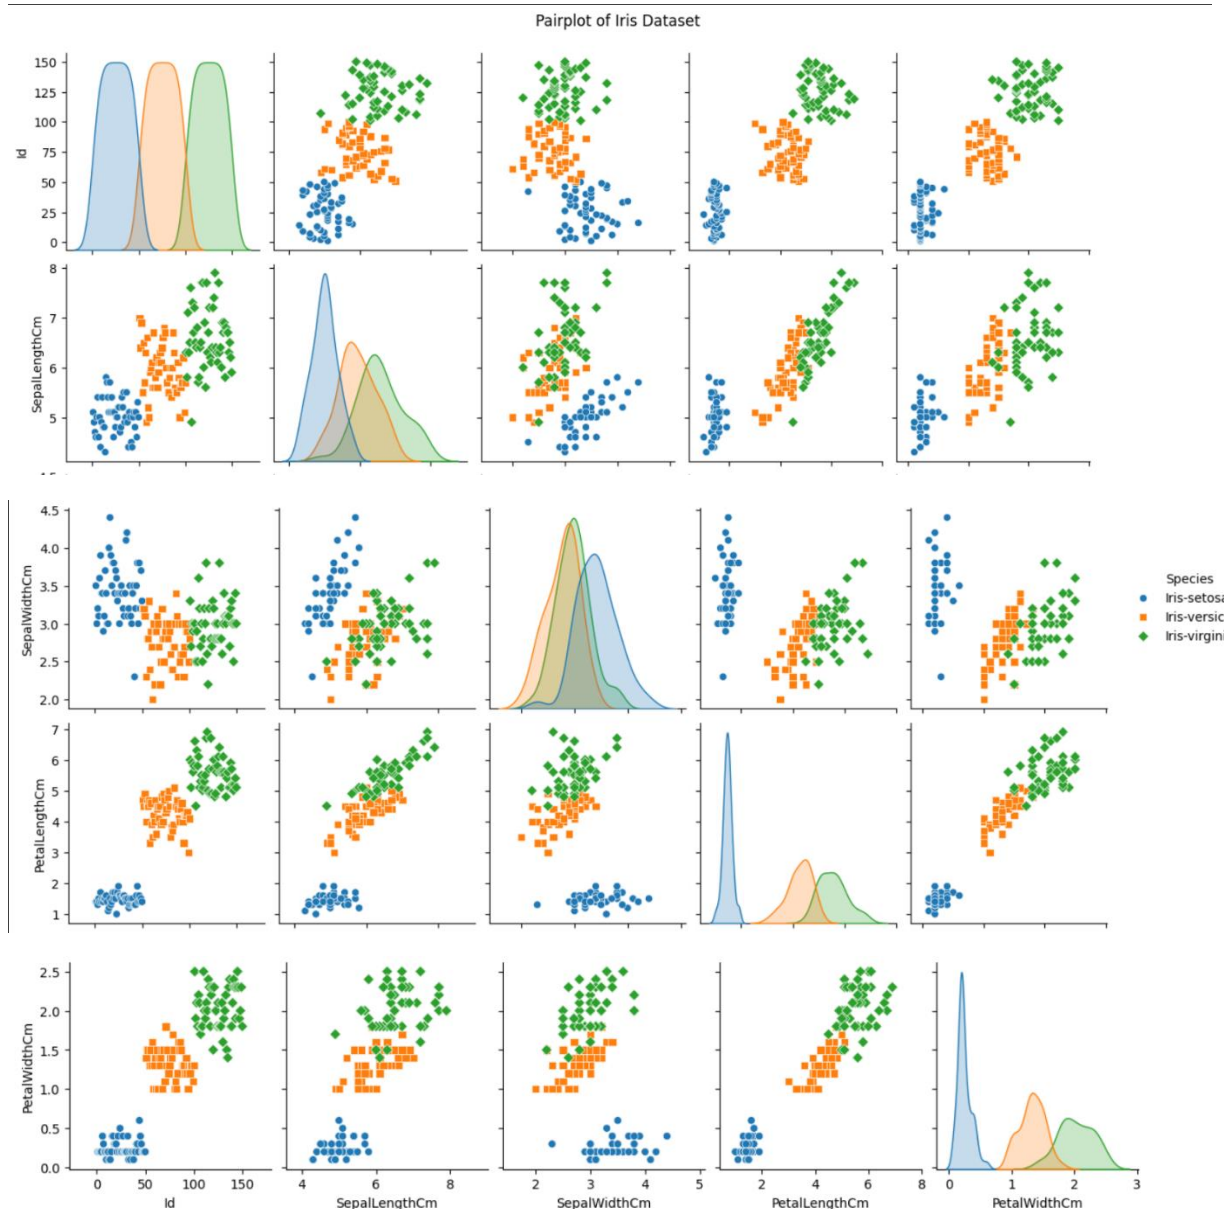 Pairplot of Iris Dataset
150
125
100
75
50
25
0
Id
8
7
6
5
SepalLengthCm
4.5
4.0
3.5
3.0
2.5
2.0
SepalWidthCm
Species
Iris-setosa
Iris-versic
Iris-virgini
7
6
5
4
3
2
1
PetalLengthCm
2.5
2.0
1.5
1.0
0.5
0.0
PetalWidthCm
0 50 100 150 4 6 8 2 3 4 2 4 6 8 0 1 2 3
Id SepalLengthCm SepalWidthCm PetalLengthCm PetalWidthCm